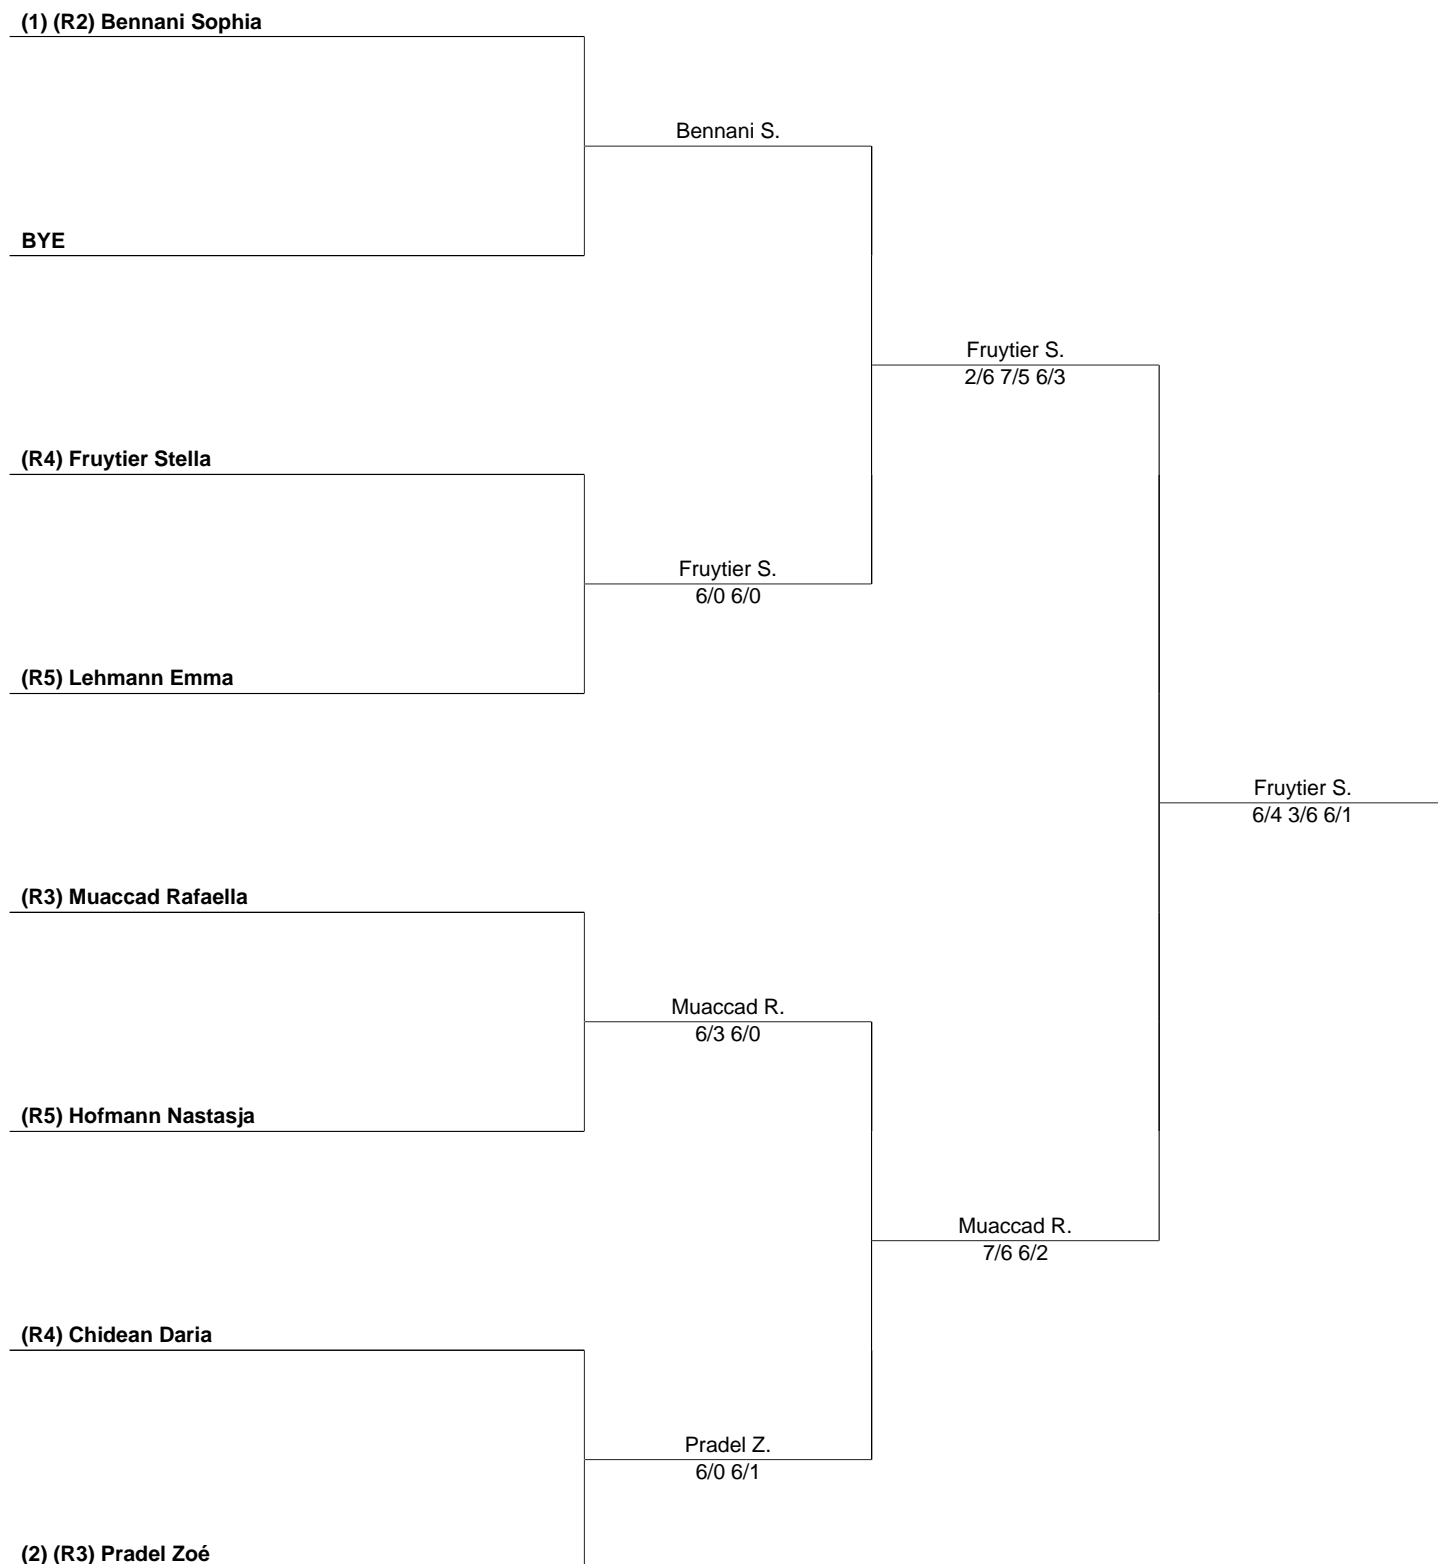 (1) (R2) Bennani Sophia
Bennani S.
BYE
Fruytier S.
2/6 7/5 6/3
(R4) Fruytier Stella
Fruytier S.
6/0 6/0
(R5) Lehmann Emma
Fruytier S.
6/4 3/6 6/1
(R3) Muaccad Rafaella
Muaccad R.
6/3 6/0
(R5) Hofmann Nastasja
Muaccad R.
7/6 6/2
(R4) Chidean Daria
Pradel Z.
6/0 6/1
(2) (R3) Pradel Zoé